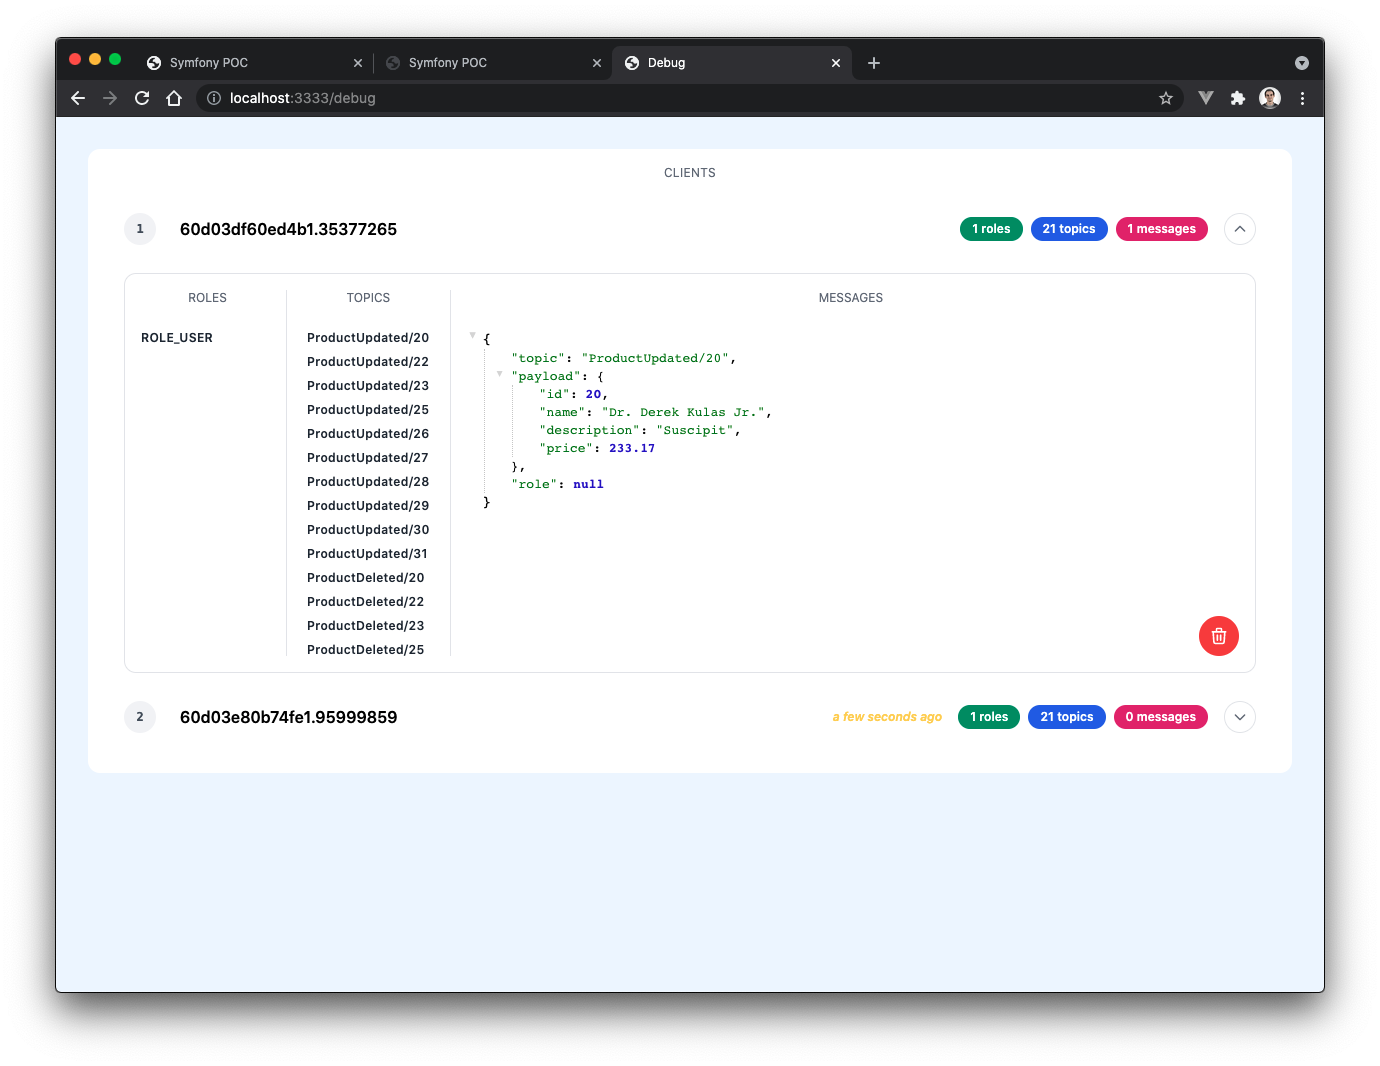 Symfony POC
Symfony POC
Debug
localhost:3333/debug
CLIENTS
1
60d03df60ed4b1.35377265
1 roles
21 topics
1 messages
ROLES
TOPICS
MESSAGES
ROLE_USER
ProductUpdated/20
ProductUpdated/22
ProductUpdated/23
ProductUpdated/25
ProductUpdated/26
ProductUpdated/27
ProductUpdated/28
ProductUpdated/29
ProductUpdated/30
ProductUpdated/31
ProductDeleted/20
ProductDeleted/22
ProductDeleted/23
ProductDeleted/25
{
"topic": "ProductUpdated/20",
"payload": {
"id": 20,
"name": "Dr. Derek Kulas Jr.",
"description": "Suscipit",
"price": 233.17
},
"role": null
}
2
60d03e80b74fe1.95999859
a few seconds ago
1 roles
21 topics
0 messages